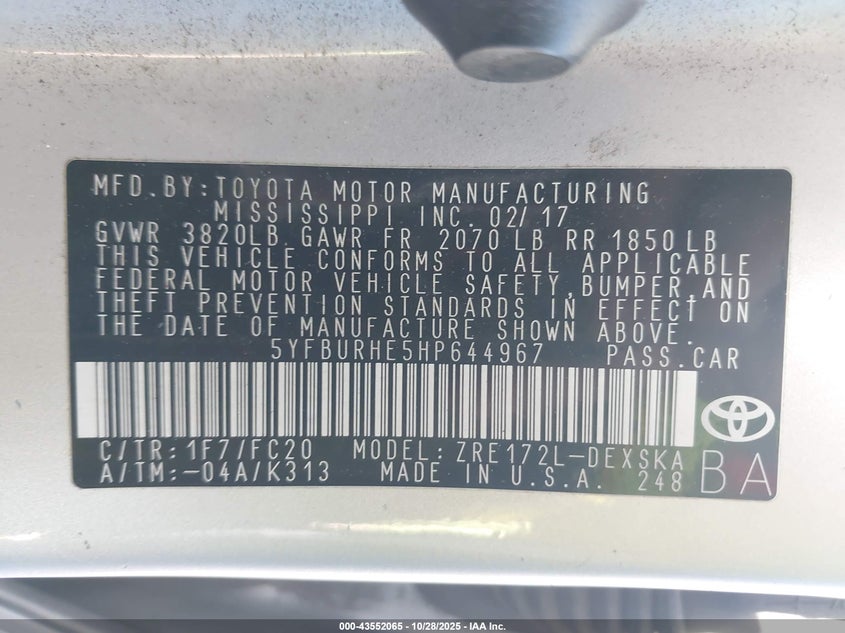 MFD. BY: TOYOTA MOTOR MANUFACTURING
MISSISSIPPI INC. 02/17
GVWR 3820LB GAWR FR 2070 LB RR 1850 LB
THIS VEHICLE CONFORMS TO ALL APPLICABLE
FEDERAL MOTOR VEHICLE SAFETY, BUMPER, AND
THEFT PREVENTION STANDARDS IN EFFECT ON
THE DATE OF MANUFACTURE SHOWN ABOVE.
5YFBURHE5HP644967 PASS. CAR
C/TR: 1F7/FC20 MODEL: ZRE172L-DEXSKA
A/TM: -04A/K313 MADE IN U.S.A. 248 BA
000-43552065 - 10/28/2025 - IAA Inc.